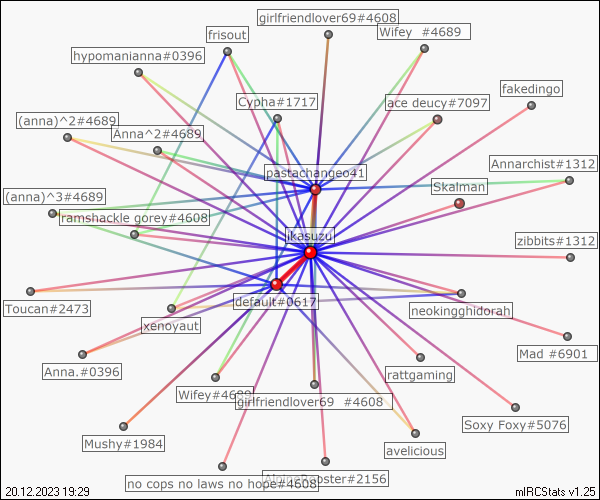 girlfriendlover69#4608
frisout
Wifey #4689
hypomanianna#0396
fakedingo
Cypha#1717
ace deucy#7097
(anna)^2#4689
Anna^2#4689
Annarchist#1312
pastachangeo41
Skalman
(anna)^3#4689
ramshackle gorey#4608
ikasuzu
zibbits#1312
default#0617
Toucan#2473
neokingghidorah
xenoyaut
Mad #6901
Anna.#0396
rattgaming
Wifey#4689
girlfriendlover69 #4608
Soxy Foxy#5076
Mushy#1984
avelicious
no cops no laws no hope#4608
#2156
20.12.2023 19:29
mIRCStats v1.25